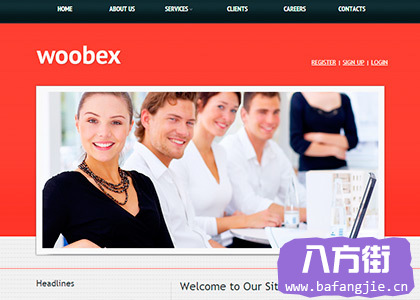 HOME ABOUT US SERVICES CLIENTS CAREERS CONTACTS
woobex
REGISTER | SIGN UP | LOGIN
Headlines
Welcome to Our Sit
八方街
www.bafangjie.cn